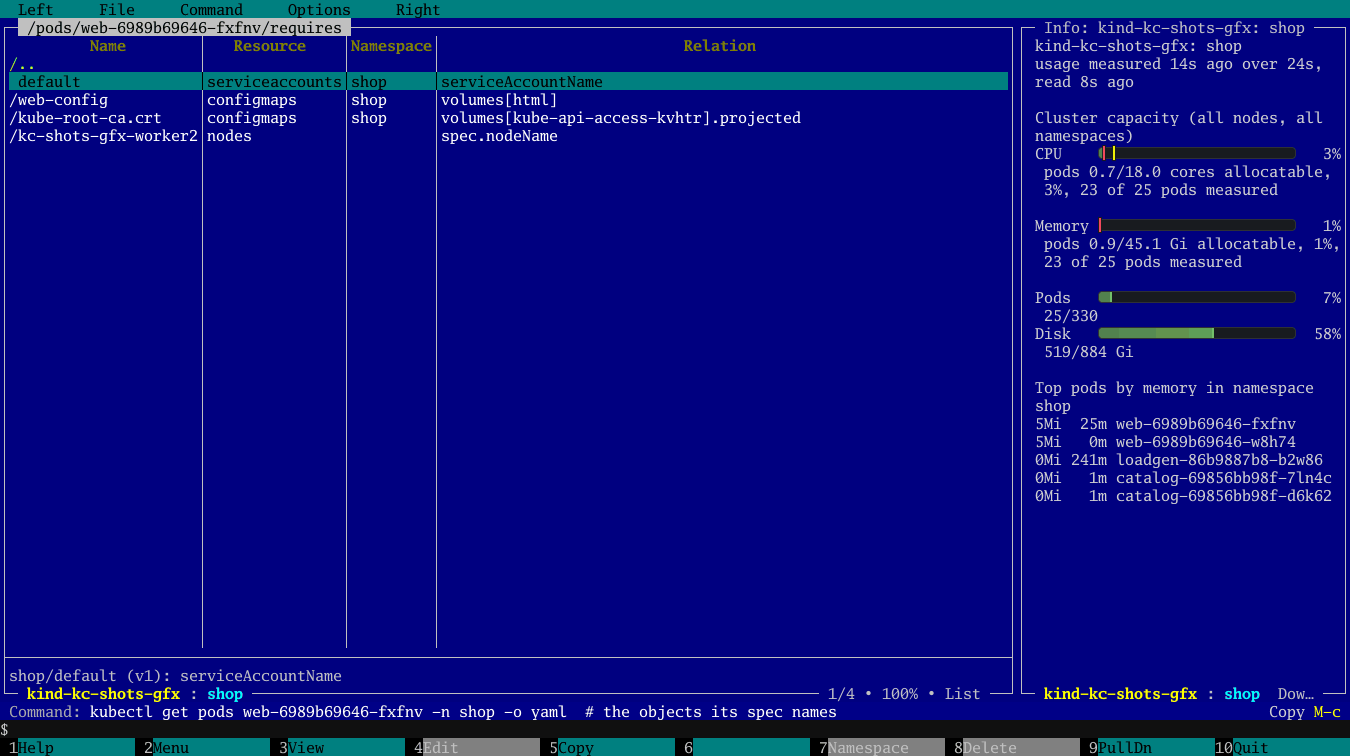 Left File Command Options Right
/pods/web-6989b69646-fxfnv/requires
Name Resource Namespace Relation
/..
default serviceaccounts shop serviceAccountName
/web-config configmaps shop volumes[html]
/kube-root-ca.crt configmaps shop volumes[kube-api-access-kvhtr].projected
/kc-shots-gfx-worker2 nodes spec.nodeName
shop/default (v1): serviceAccountName
kind-kc-shots-gfx : shop 1/4 • 100% • List
Info: kind-kc-shots-gfx: shop
kind-kc-shots-gfx: shop
usage measured 14s ago over 24s,
read 8s ago
Cluster capacity (all nodes, all
namespaces)
CPU 3%
pods 0.7/18.0 cores allocatable,
3%, 23 of 25 pods measured
Memory 1%
pods 0.9/45.1 Gi allocatable, 1%,
23 of 25 pods measured
Pods 7%
25/330
Disk 58%
519/884 Gi
Top pods by memory in namespace
shop
5Mi 25m web-6989b69646-fxfnv
5Mi 0m web-6989b69646-w8h74
0Mi 241m loadgen-86b9887b8-b2w86
0Mi 1m catalog-69856bb98f-7ln4c
0Mi 1m catalog-69856bb98f-d6k62
kind-kc-shots-gfx : shop Dow…
Command: kubectl get pods web-6989b69646-fxfnv -n shop -o yaml # the objects its spec names Copy M-c
$
1Help 2Menu 3View 4Edit 5Copy 6 7Namespace 8Delete 9PullDn 10Quit